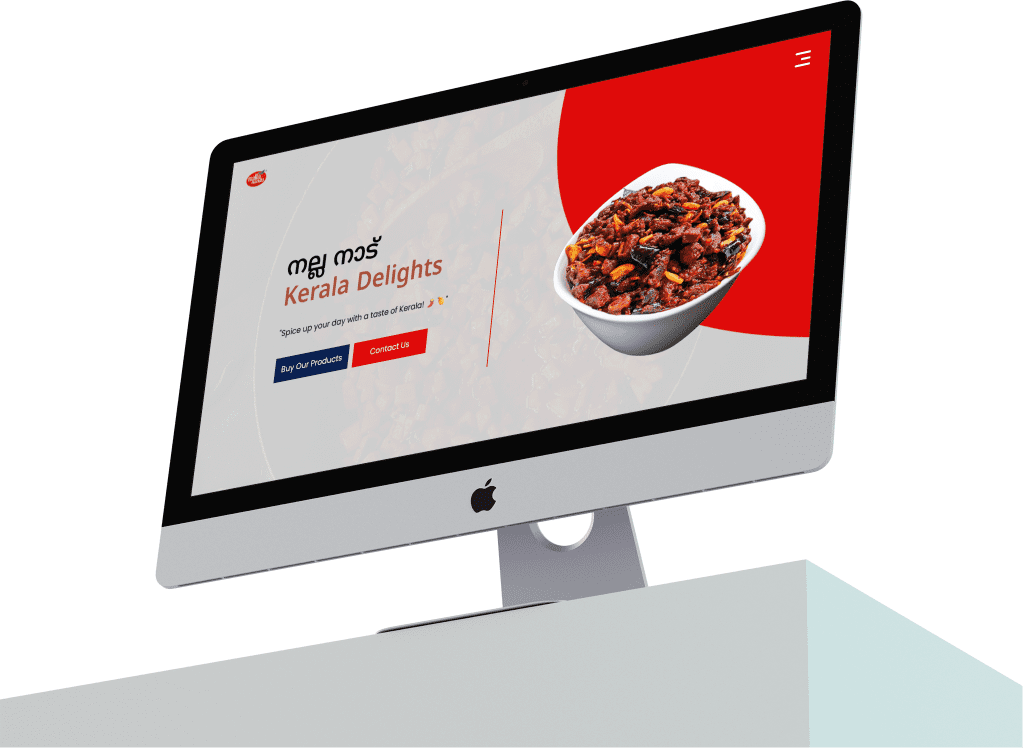 നല്ല നാട്
Kerala Delights
"Spice up your day with a taste of Kerala! 🌶️ 🍤"
Buy Our Products
Contact Us